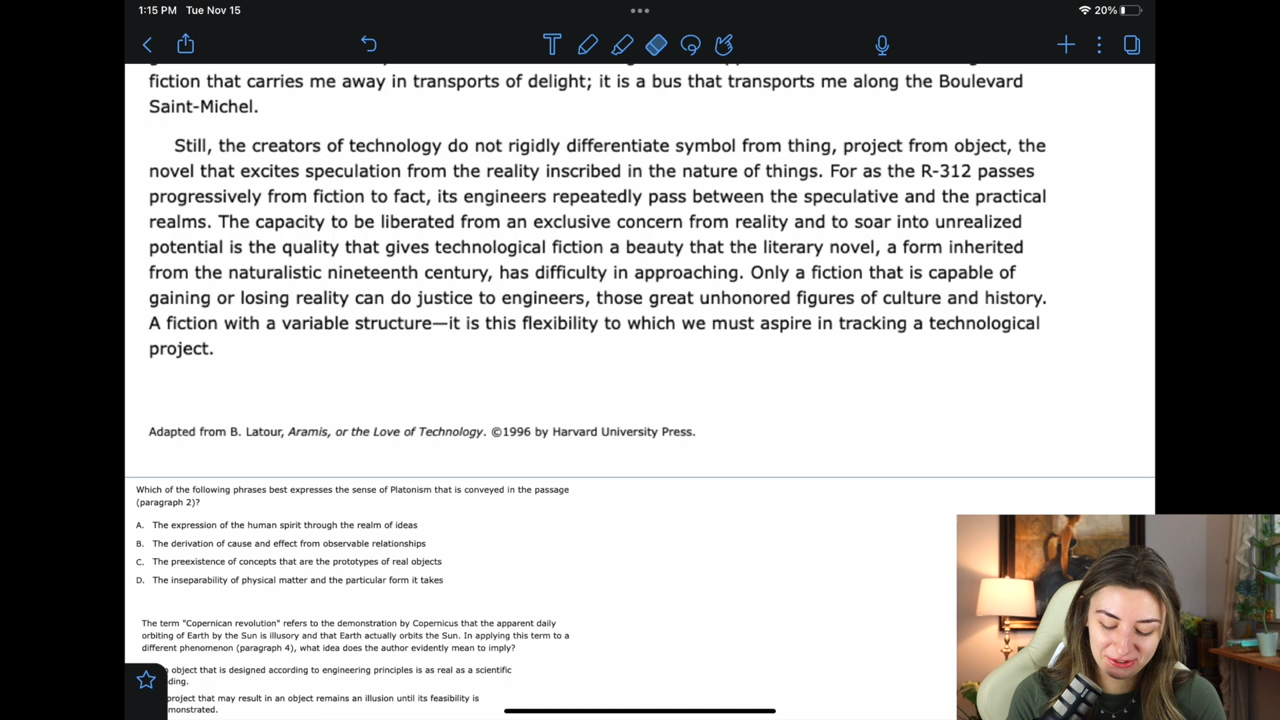 1:15 PM Tue Nov 15
20%
fiction that carries me away in transports of delight; it is a bus that transports me along the Boulevard
Saint-Michel.
Still, the creators of technology do not rigidly differentiate symbol from thing, project from object, the
novel that excites speculation from the reality inscribed in the nature of things. For as the R-312 passes
progressively from fiction to fact, its engineers repeatedly pass between the speculative and the practical
realms. The capacity to be liberated from an exclusive concern from reality and to soar into unrealized
potential is the quality that gives technological fiction a beauty that the literary novel, a form inherited
from the naturalistic nineteenth century, has difficulty in approaching. Only a fiction that is capable of
gaining or losing reality can do justice to engineers, those great unhonored figures of culture and history.
A fiction with a variable structure—it is this flexibility to which we must aspire in tracking a technological
project.
Adapted from B. Latour, Aramis, or the Love of Technology. ©1996 by Harvard University Press.
Which of the following phrases best expresses the sense of Platonism that is conveyed in the passage
(paragraph 2)?
A. The expression of the human spirit through the realm of ideas
B. The derivation of cause and effect from observable relationships
C. The preexistence of concepts that are the prototypes of real objects
D. The inseparability of physical matter and the particular form it takes
The term "Copernican revolution" refers to the demonstration by Copernicus that the apparent daily
orbiting of Earth by the Sun is illusory and that Earth actually orbits the Sun. In applying this term to a
different phenomenon (paragraph 4), what idea does the author evidently mean to imply?
object that is designed according to engineering principles is as real as a scientific
project that may result in an object remains an illusion until its feasibility is